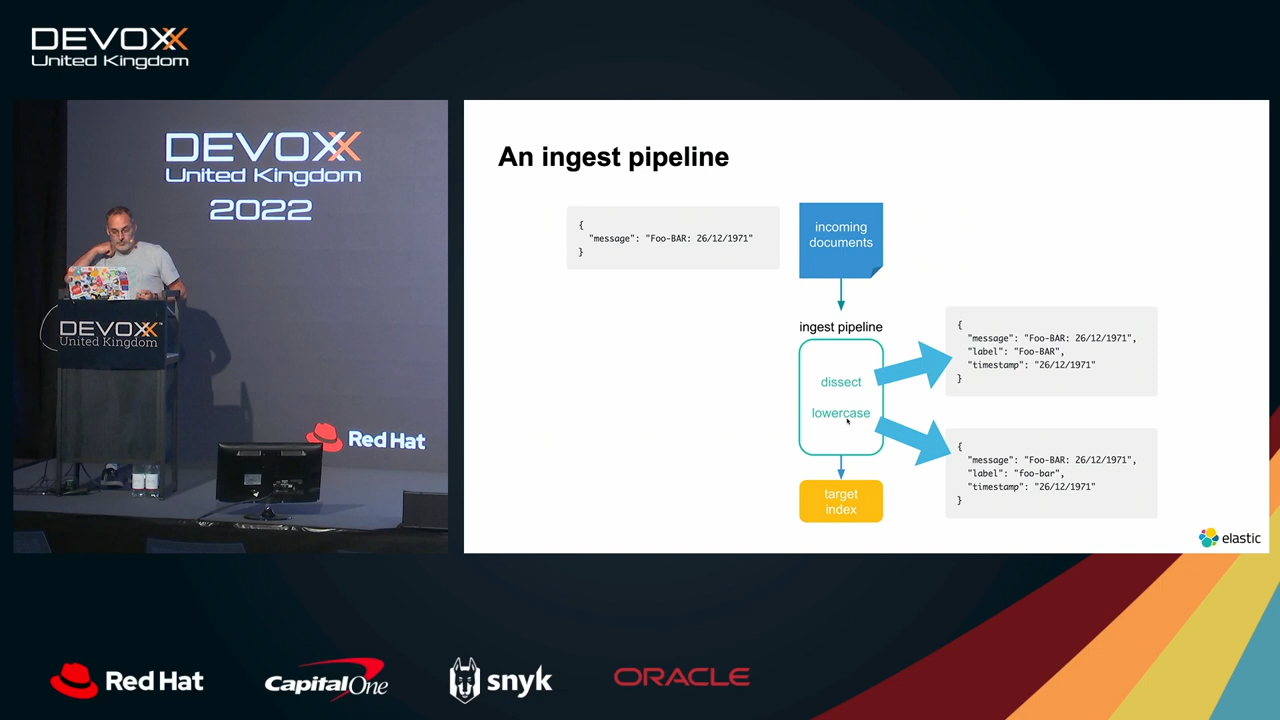 DEVOXX
United Kingdom
DEVOXX
United Kingdom
2022
DEVOXX
United Kingdom
Red Hat
An ingest pipeline
{
"message": "Foo-BAR: 26/12/1971"
}
incoming
documents
ingest pipeline
dissect
lowercase
target
index
{
"message": "Foo-BAR: 26/12/1971",
"label": "Foo-BAR",
"timestamp": "26/12/1971"
}
{
"message": "Foo-BAR: 26/12/1971",
"label": "foo-bar",
"timestamp": "26/12/1971"
}
elastic
Red Hat
CapitalOne
snyk
ORACLE